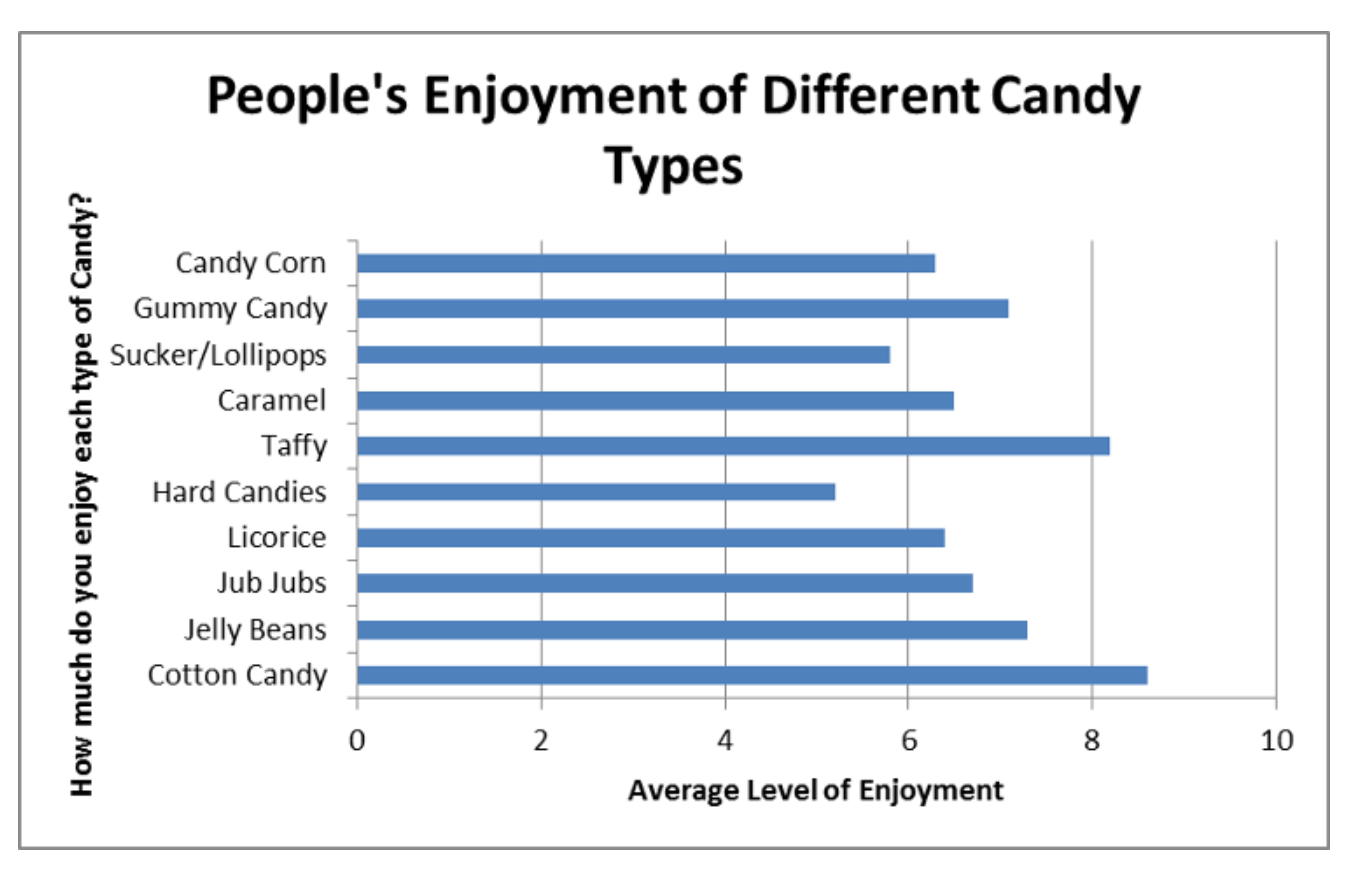 People's Enjoyment of Different Candy
Types
How much do you enjoy each type of Candy?
Candy Corn
Gummy Candy
Sucker/Lollipops
Caramel
Taffy
Hard Candies
Licorice
Jub Jubs
Jelly Beans
Cotton Candy
0 2 4 6 8 10
Average Level of Enjoyment